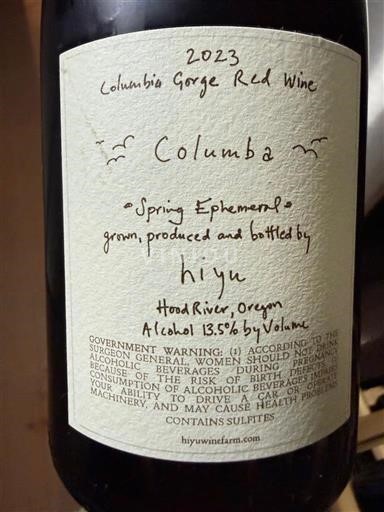 2023
Columbia Gorge Red Wine
Columba
• Spring Ephemeral •
grown, produced and bottled by
hiyu
Hood River, Oregon
Alcohol 13.5% by Volume
GOVERNMENT WARNING: (1) ACCORDING TO THE
SURGEON GENERAL, WOMEN SHOULD NOT DRINK
ALCOHOLIC BEVERAGES DURING PREGNANCY
BECAUSE OF THE RISK OF BIRTH DEFECTS. (2)
CONSUMPTION OF ALCOHOLIC BEVERAGES IMPAIRS
YOUR ABILITY TO DRIVE A CAR OR OPERATE
MACHINERY, AND MAY CAUSE HEALTH PROBLEMS
CONTAINS SULFITES
hiyuwinefarm.com